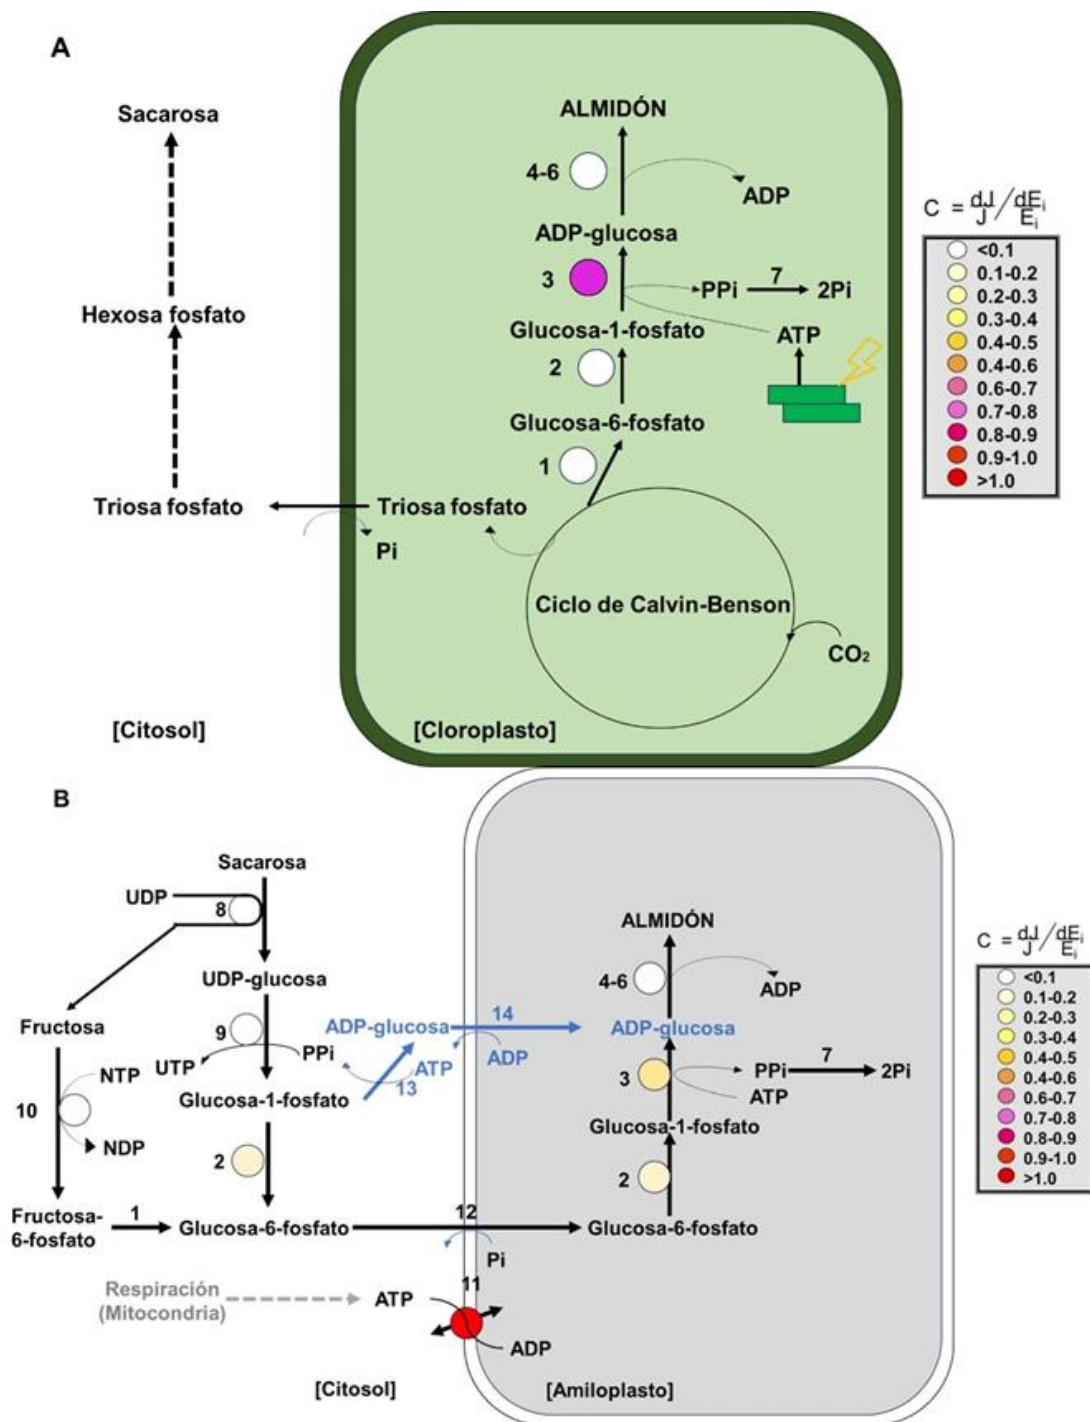 A
Sacarosa
Hexosa fosfato
Triosa fosfato
ALMIDÓN
4-6
ADP
ADP-glucosa
3
PPi
7
2Pi
Glucosa-1-fosfato
ATP
2
Glucosa-6-fosfato
1
Triosa fosfato
Pi
Ciclo de Calvin-Benson
CO₂
[Citosol]
[Cloroplasto]
C = dJ/J / dEᵢ/Eᵢ
<0.1
0.1-0.2
0.2-0.3
0.3-0.4
0.4-0.5
0.4-0.6
0.6-0.7
0.7-0.8
0.8-0.9
0.9-1.0
>1.0
B
Sacarosa
UDP
8
UDP-glucosa
Fructosa
9
UTP
PPi
ADP-glucosa
14
ATP
ADP
13
NTP
10
NDP
Glucosa-1-fosfato
2
Fructosa-
6-fosfato
1
Glucosa-6-fosfato
12
Pi
11
Respiración
(Mitocondria)
ATP
ADP
ALMIDÓN
4-6
ADP
ADP-glucosa
3
PPi
7
2Pi
ATP
Glucosa-1-fosfato
2
Glucosa-6-fosfato
[Citosol]
[Amiloplasto]
C = dJ/J / dEᵢ/Eᵢ
<0.1
0.1-0.2
0.2-0.3
0.3-0.4
0.4-0.5
0.4-0.6
0.6-0.7
0.7-0.8
0.8-0.9
0.9-1.0
>1.0